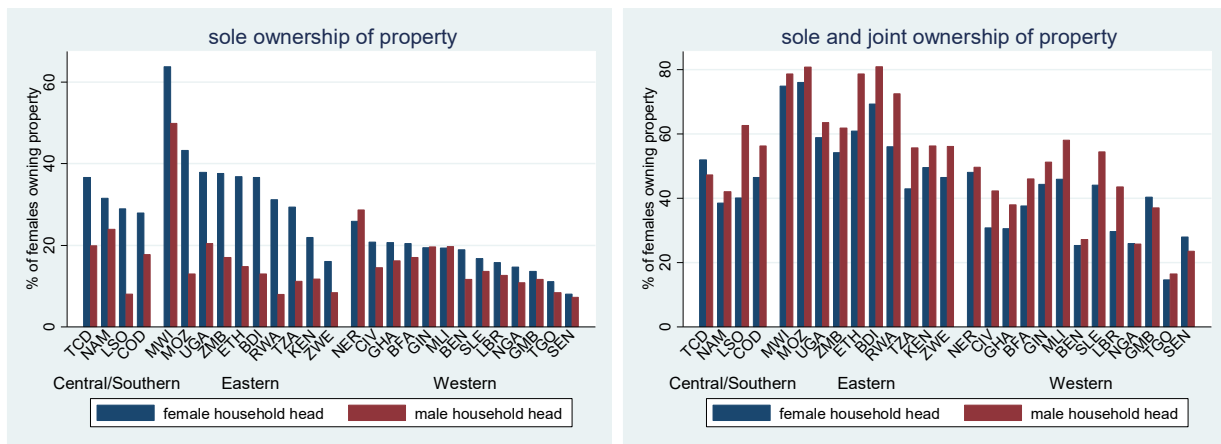 sole ownership of property
% of females owning property
60
40
20
0
TCD NAM LSO COD MWI MOZ UGA ZMB ETH BDI RWA TZA KEN ZWE NER CIV GHA BFA GIN MLI BEN SLE LBR NGA GMB TGO SEN
Central/Southern Eastern Western
female household head male household head
sole and joint ownership of property
% of females owning property
80
60
40
20
0
TCD NAM LSO COD MWI MOZ UGA ZMB ETH BDI RWA TZA KEN ZWE NER CIV GHA BFA GIN MLI BEN SLE LBR NGA GMB TGO SEN
Central/Southern Eastern Western
female household head male household head